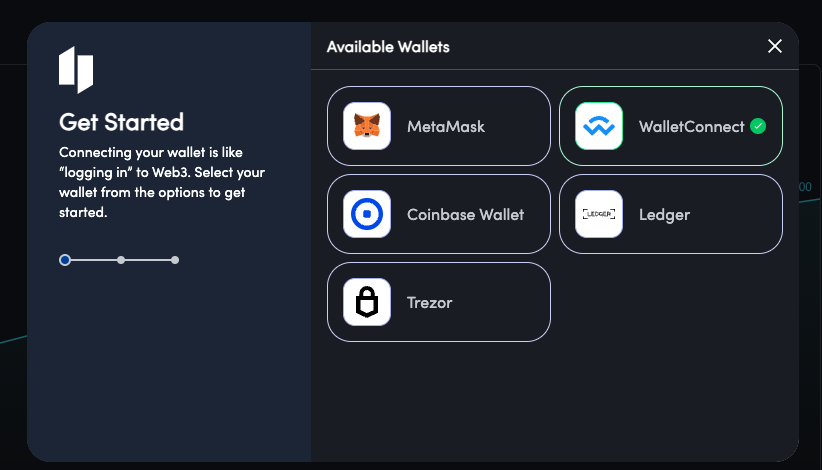 Available Wallets
Get Started
Connecting your wallet is like
“logging in” to Web3. Select your
wallet from the options to get
started.
MetaMask
WalletConnect
Coinbase Wallet
LEDGER
Ledger
Trezor
00